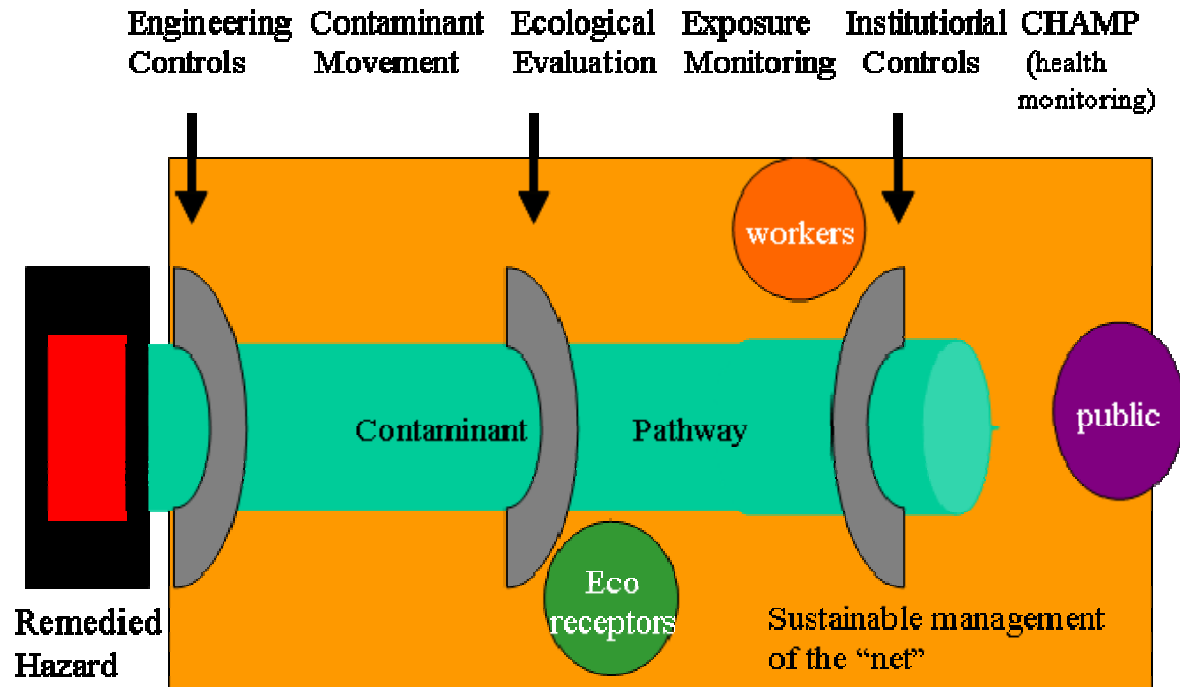 Engineering Controls
Contaminant Movement
Ecological Evaluation
Exposure Monitoring
Institutional Controls
CHAMP
(health
monitoring)
workers
public
Contaminant Pathway
Eco
receptors
Remedied
Hazard
Sustainable management
of the “net”